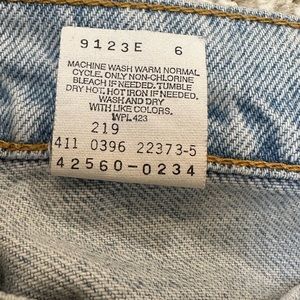 9123E 6
MACHINE WASH WARM NORMAL
CYCLE. ONLY NON-CHLORINE
BLEACH IF NEEDED. TUMBLE
DRY HOT. HOT IRON IF NEEDED.
WASH AND DRY
WITH LIKE COLORS.
WPL 423
219
411 0396 22373-5
42560-0234